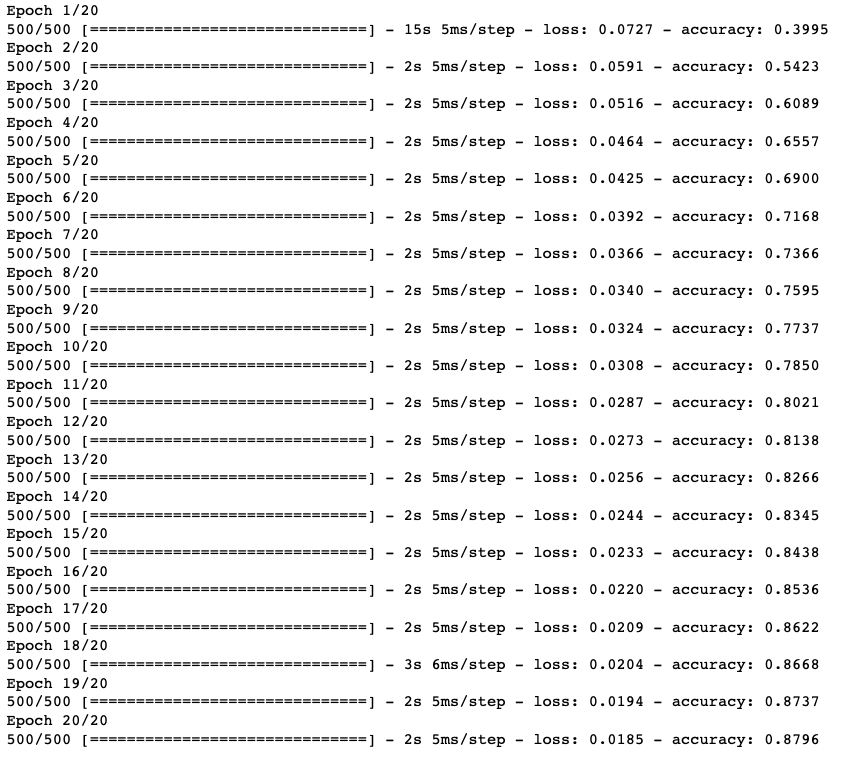 Epoch 1/20
500/500 [==============================] - 15s 5ms/step - loss: 0.0727 - accuracy: 0.3995
Epoch 2/20
500/500 [==============================] - 2s 5ms/step - loss: 0.0591 - accuracy: 0.5423
Epoch 3/20
500/500 [==============================] - 2s 5ms/step - loss: 0.0516 - accuracy: 0.6089
Epoch 4/20
500/500 [==============================] - 2s 5ms/step - loss: 0.0464 - accuracy: 0.6557
Epoch 5/20
500/500 [==============================] - 2s 5ms/step - loss: 0.0425 - accuracy: 0.6900
Epoch 6/20
500/500 [==============================] - 2s 5ms/step - loss: 0.0392 - accuracy: 0.7168
Epoch 7/20
500/500 [==============================] - 2s 5ms/step - loss: 0.0366 - accuracy: 0.7366
Epoch 8/20
500/500 [==============================] - 2s 5ms/step - loss: 0.0340 - accuracy: 0.7595
Epoch 9/20
500/500 [==============================] - 2s 5ms/step - loss: 0.0324 - accuracy: 0.7737
Epoch 10/20
500/500 [==============================] - 2s 5ms/step - loss: 0.0308 - accuracy: 0.7850
Epoch 11/20
500/500 [==============================] - 2s 5ms/step - loss: 0.0287 - accuracy: 0.8021
Epoch 12/20
500/500 [==============================] - 2s 5ms/step - loss: 0.0273 - accuracy: 0.8138
Epoch 13/20
500/500 [==============================] - 2s 5ms/step - loss: 0.0256 - accuracy: 0.8266
Epoch 14/20
500/500 [==============================] - 2s 5ms/step - loss: 0.0244 - accuracy: 0.8345
Epoch 15/20
500/500 [==============================] - 2s 5ms/step - loss: 0.0233 - accuracy: 0.8438
Epoch 16/20
500/500 [==============================] - 2s 5ms/step - loss: 0.0220 - accuracy: 0.8536
Epoch 17/20
500/500 [==============================] - 2s 5ms/step - loss: 0.0209 - accuracy: 0.8622
Epoch 18/20
500/500 [==============================] - 3s 6ms/step - loss: 0.0204 - accuracy: 0.8668
Epoch 19/20
500/500 [==============================] - 2s 5ms/step - loss: 0.0194 - accuracy: 0.8737
Epoch 20/20
500/500 [==============================] - 2s 5ms/step - loss: 0.0185 - accuracy: 0.8796